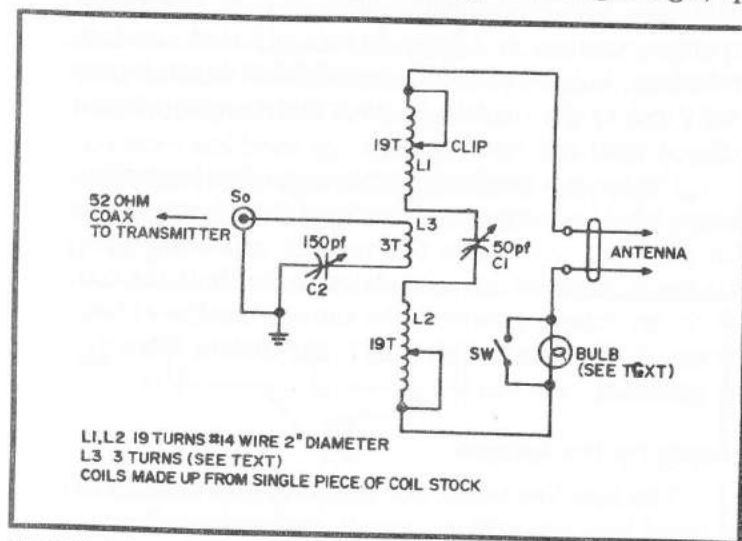 19T
CLIP
L1
So
52 OHM
COAX
TO TRANSMITTER
L3
3T
150pf
C2
50pf
C1
ANTENNA
L2
19T
SW
BULB
(SEE TEXT)
L1,L2 19 TURNS #14 WIRE 2" DIAMETER
L3 3 TURNS (SEE TEXT)
COILS MADE UP FROM SINGLE PIECE OF COIL STOCK